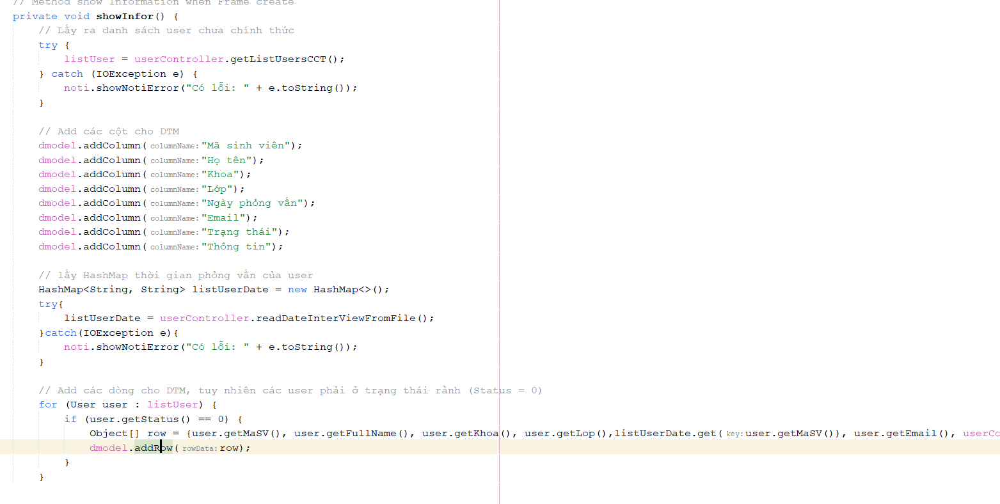 // Method show Information when Frame create
private void showInfor() {
// Lấy ra danh sách user chưa chính thức
try {
listUser = userController.getListUsersCCT();
} catch (IOException e) {
noti.showNotiError("Có lỗi: " + e.toString());
}
// Add các cột cho DTM
dmodel.addColumn(columnName:"Mã sinh viên");
dmodel.addColumn(columnName:"Họ tên");
dmodel.addColumn(columnName:"Khoa");
dmodel.addColumn(columnName:"Lớp");
dmodel.addColumn(columnName:"Ngày phỏng vấn");
dmodel.addColumn(columnName:"Email");
dmodel.addColumn(columnName:"Trạng thái");
dmodel.addColumn(columnName:"Thông tin");
// lấy HashMap thời gian phỏng vấn của user
HashMap<String, String> listUserDate = new HashMap<>();
try{
listUserDate = userController.readDateInterViewFromFile();
}catch(IOException e){
noti.showNotiError("Có lỗi: " + e.toString());
}
// Add các dòng cho DTM, tuy nhiên các user phải ở trạng thái rảnh (Status = 0)
for (User user : listUser) {
if (user.getStatus() == 0) {
Object[] row = {user.getMaSV(), user.getFullName(), user.getKhoa(), user.getLop(),listUserDate.get(key:user.getMaSV()), user.getEmail(), userCo
dmodel.addRow(rowData:row);
}
}